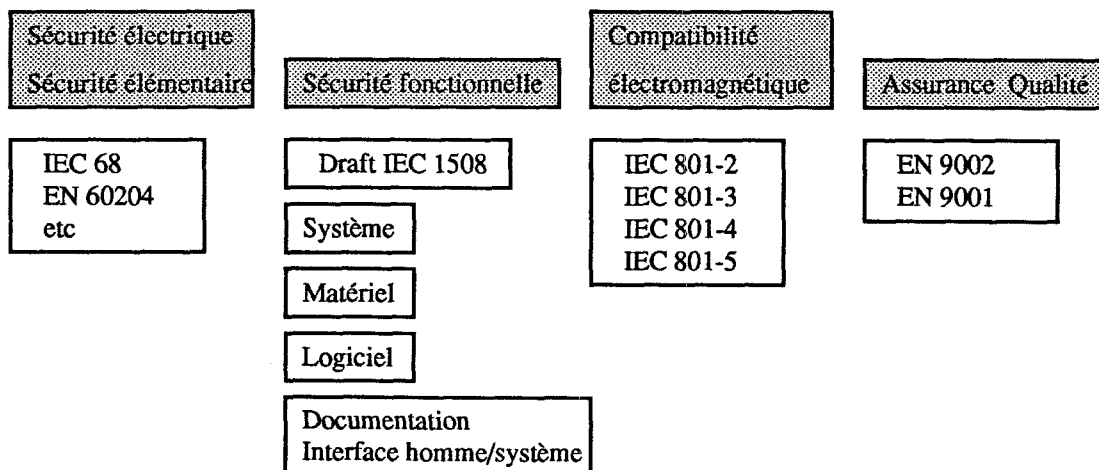 Sécurité électrique
Sécurité élémentaire
IEC 68
EN 60204
etc
Sécurité fonctionnelle
Draft IEC 1508
Système
Matériel
Logiciel
Documentation
Interface homme/système
Compatibilité
électromagnétique
IEC 801-2
IEC 801-3
IEC 801-4
IEC 801-5
Assurance Qualité
EN 9002
EN 9001